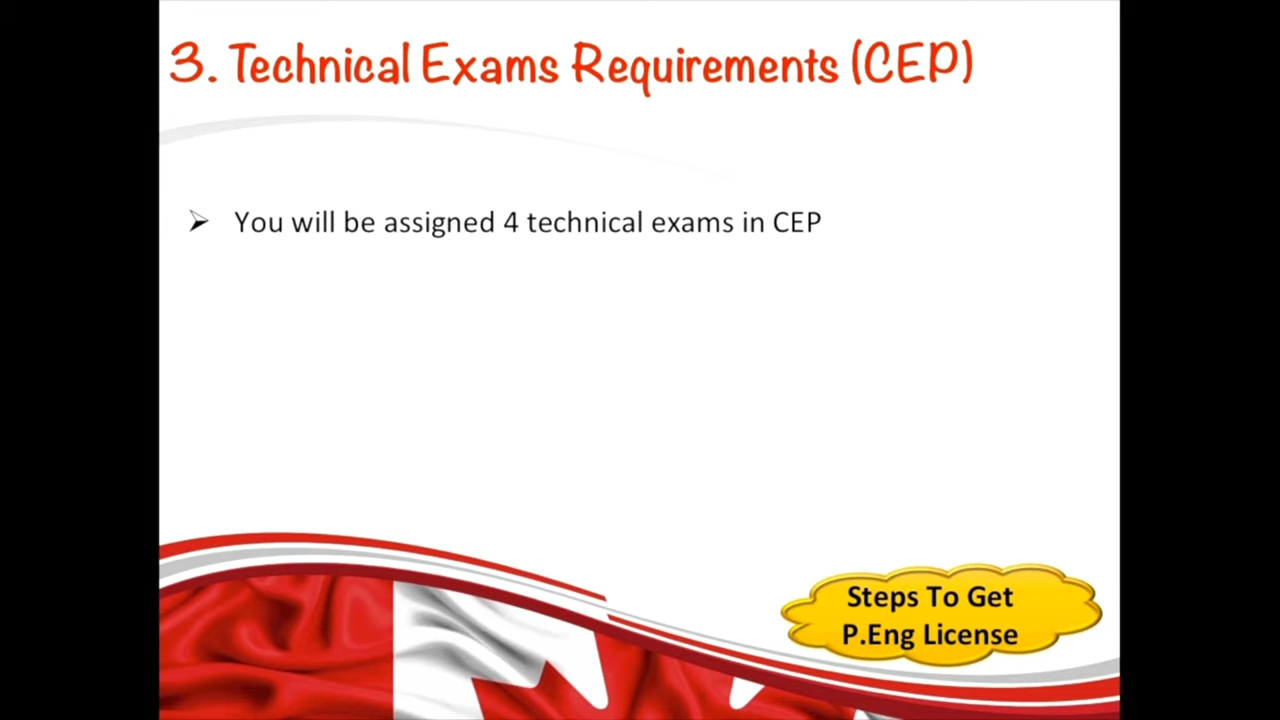 3. Technical Exams Requirements (CEP)
You will be assigned 4 technical exams in CEP
Steps To Get
P.Eng License